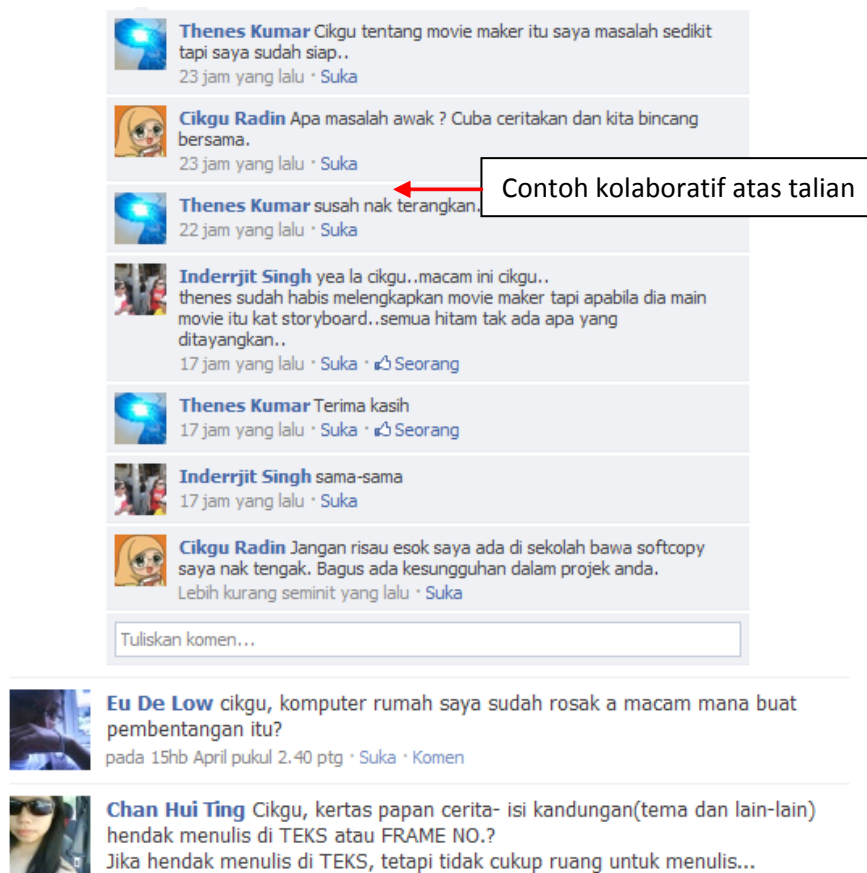 Thenes Kumar Cikgu tentang movie maker itu saya masalah sedikit
tapi saya sudah siap..
23 jam yang lalu · Suka
Cikgu Radin Apa masalah awak ? Cuba ceritakan dan kita bincang
bersama.
23 jam yang lalu · Suka
Contoh kolaboratif atas talian
Thenes Kumar susah nak terangkan.
22 jam yang lalu · Suka
Inderrjit Singh yea la cikgu..macam ini cikgu..
thenes sudah habis melengkapkan movie maker tapi apabila dia main
movie itu kat storyboard..semua hitam tak ada apa yang
ditayangkan..
17 jam yang lalu · Suka · Seorang
Thenes Kumar Terima kasih
17 jam yang lalu · Suka · Seorang
Inderrjit Singh sama-sama
17 jam yang lalu · Suka
Cikgu Radin Jangan risau esok saya ada di sekolah bawa softcopy
saya nak tengak. Bagus ada kesungguhan dalam projek anda.
Lebih kurang seminit yang lalu · Suka
Tuliskan komen...
Eu De Low cikgu, komputer rumah saya sudah rosak a macam mana buat
pembentangan itu?
pada 15hb April pukul 2.40 ptg · Suka · Komen
Chan Hui Ting Cikgu, kertas papan cerita- isi kandungan(tema dan lain-lain)
hendak menulis di TEKS atau FRAME NO.?
Jika hendak menulis di TEKS, tetapi tidak cukup ruang untuk menulis...